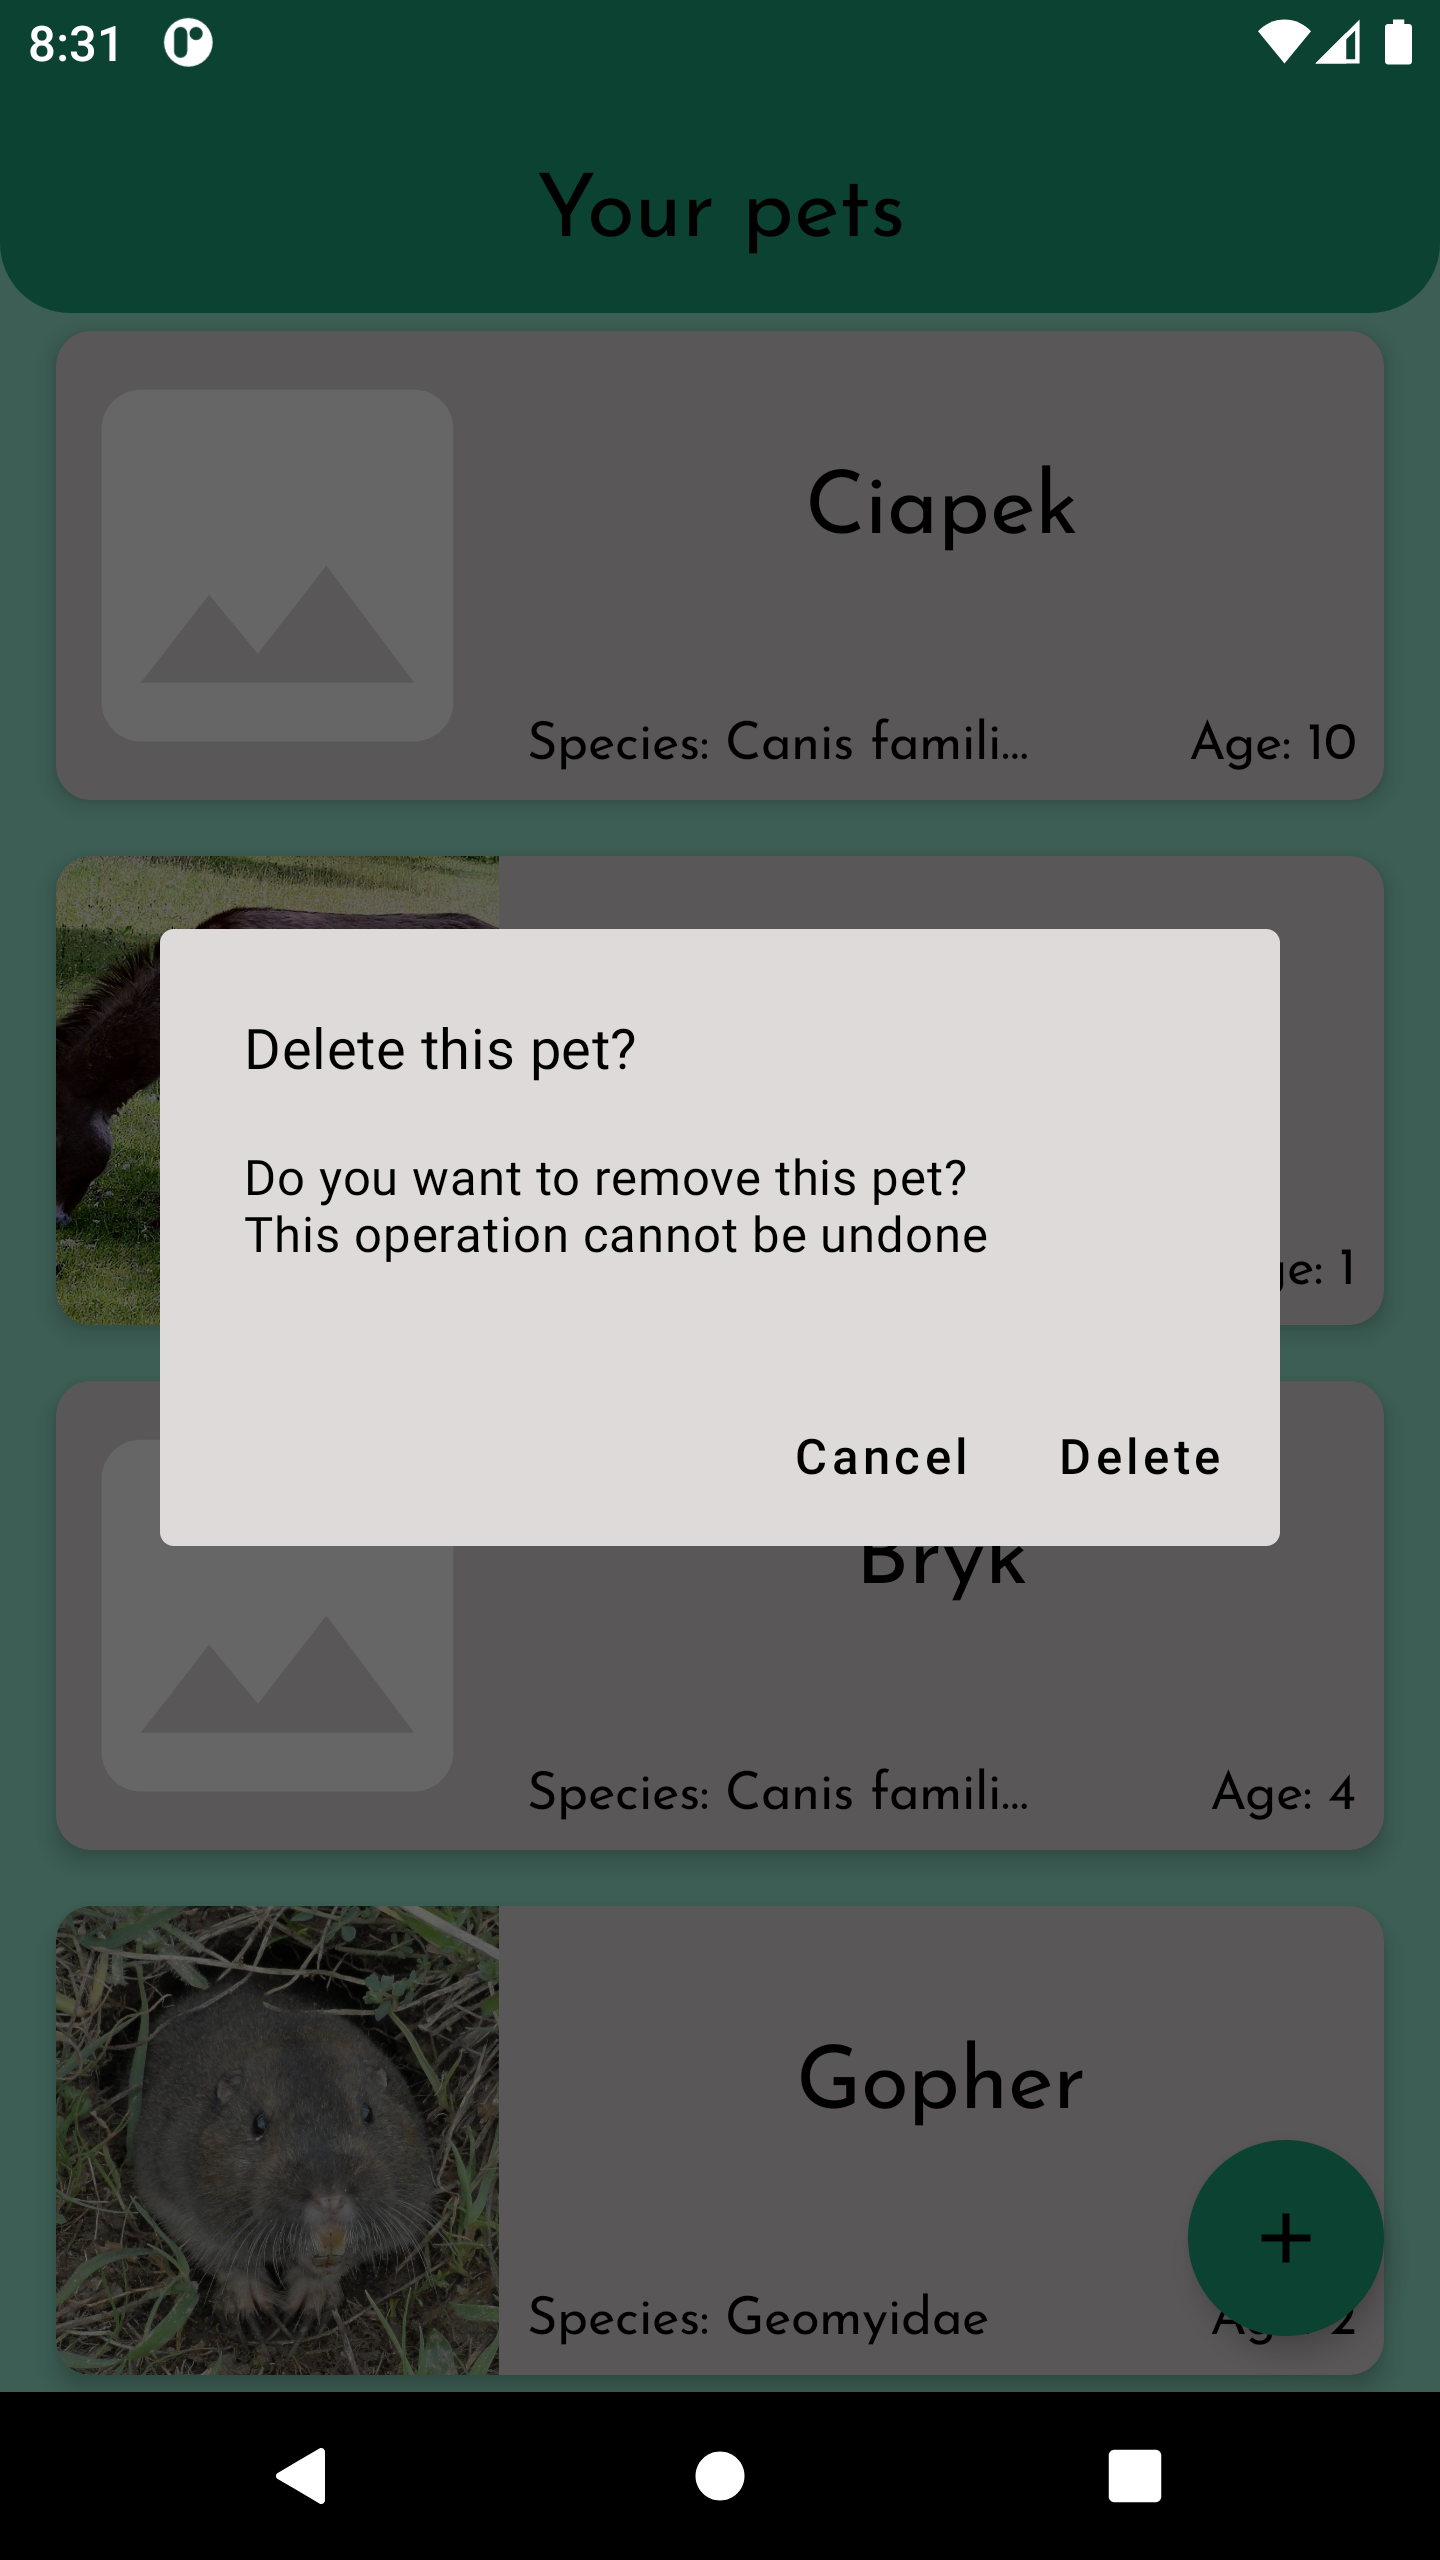 8:31
Your pets
Ciapek
Species: Canis famili... Age: 10
Delete this pet?
Do you want to remove this pet?
This operation cannot be undone
: 1
Cancel Delete
Bryk
Species: Canis famili... Age: 4
Gopher
Species: Geomyidae 2